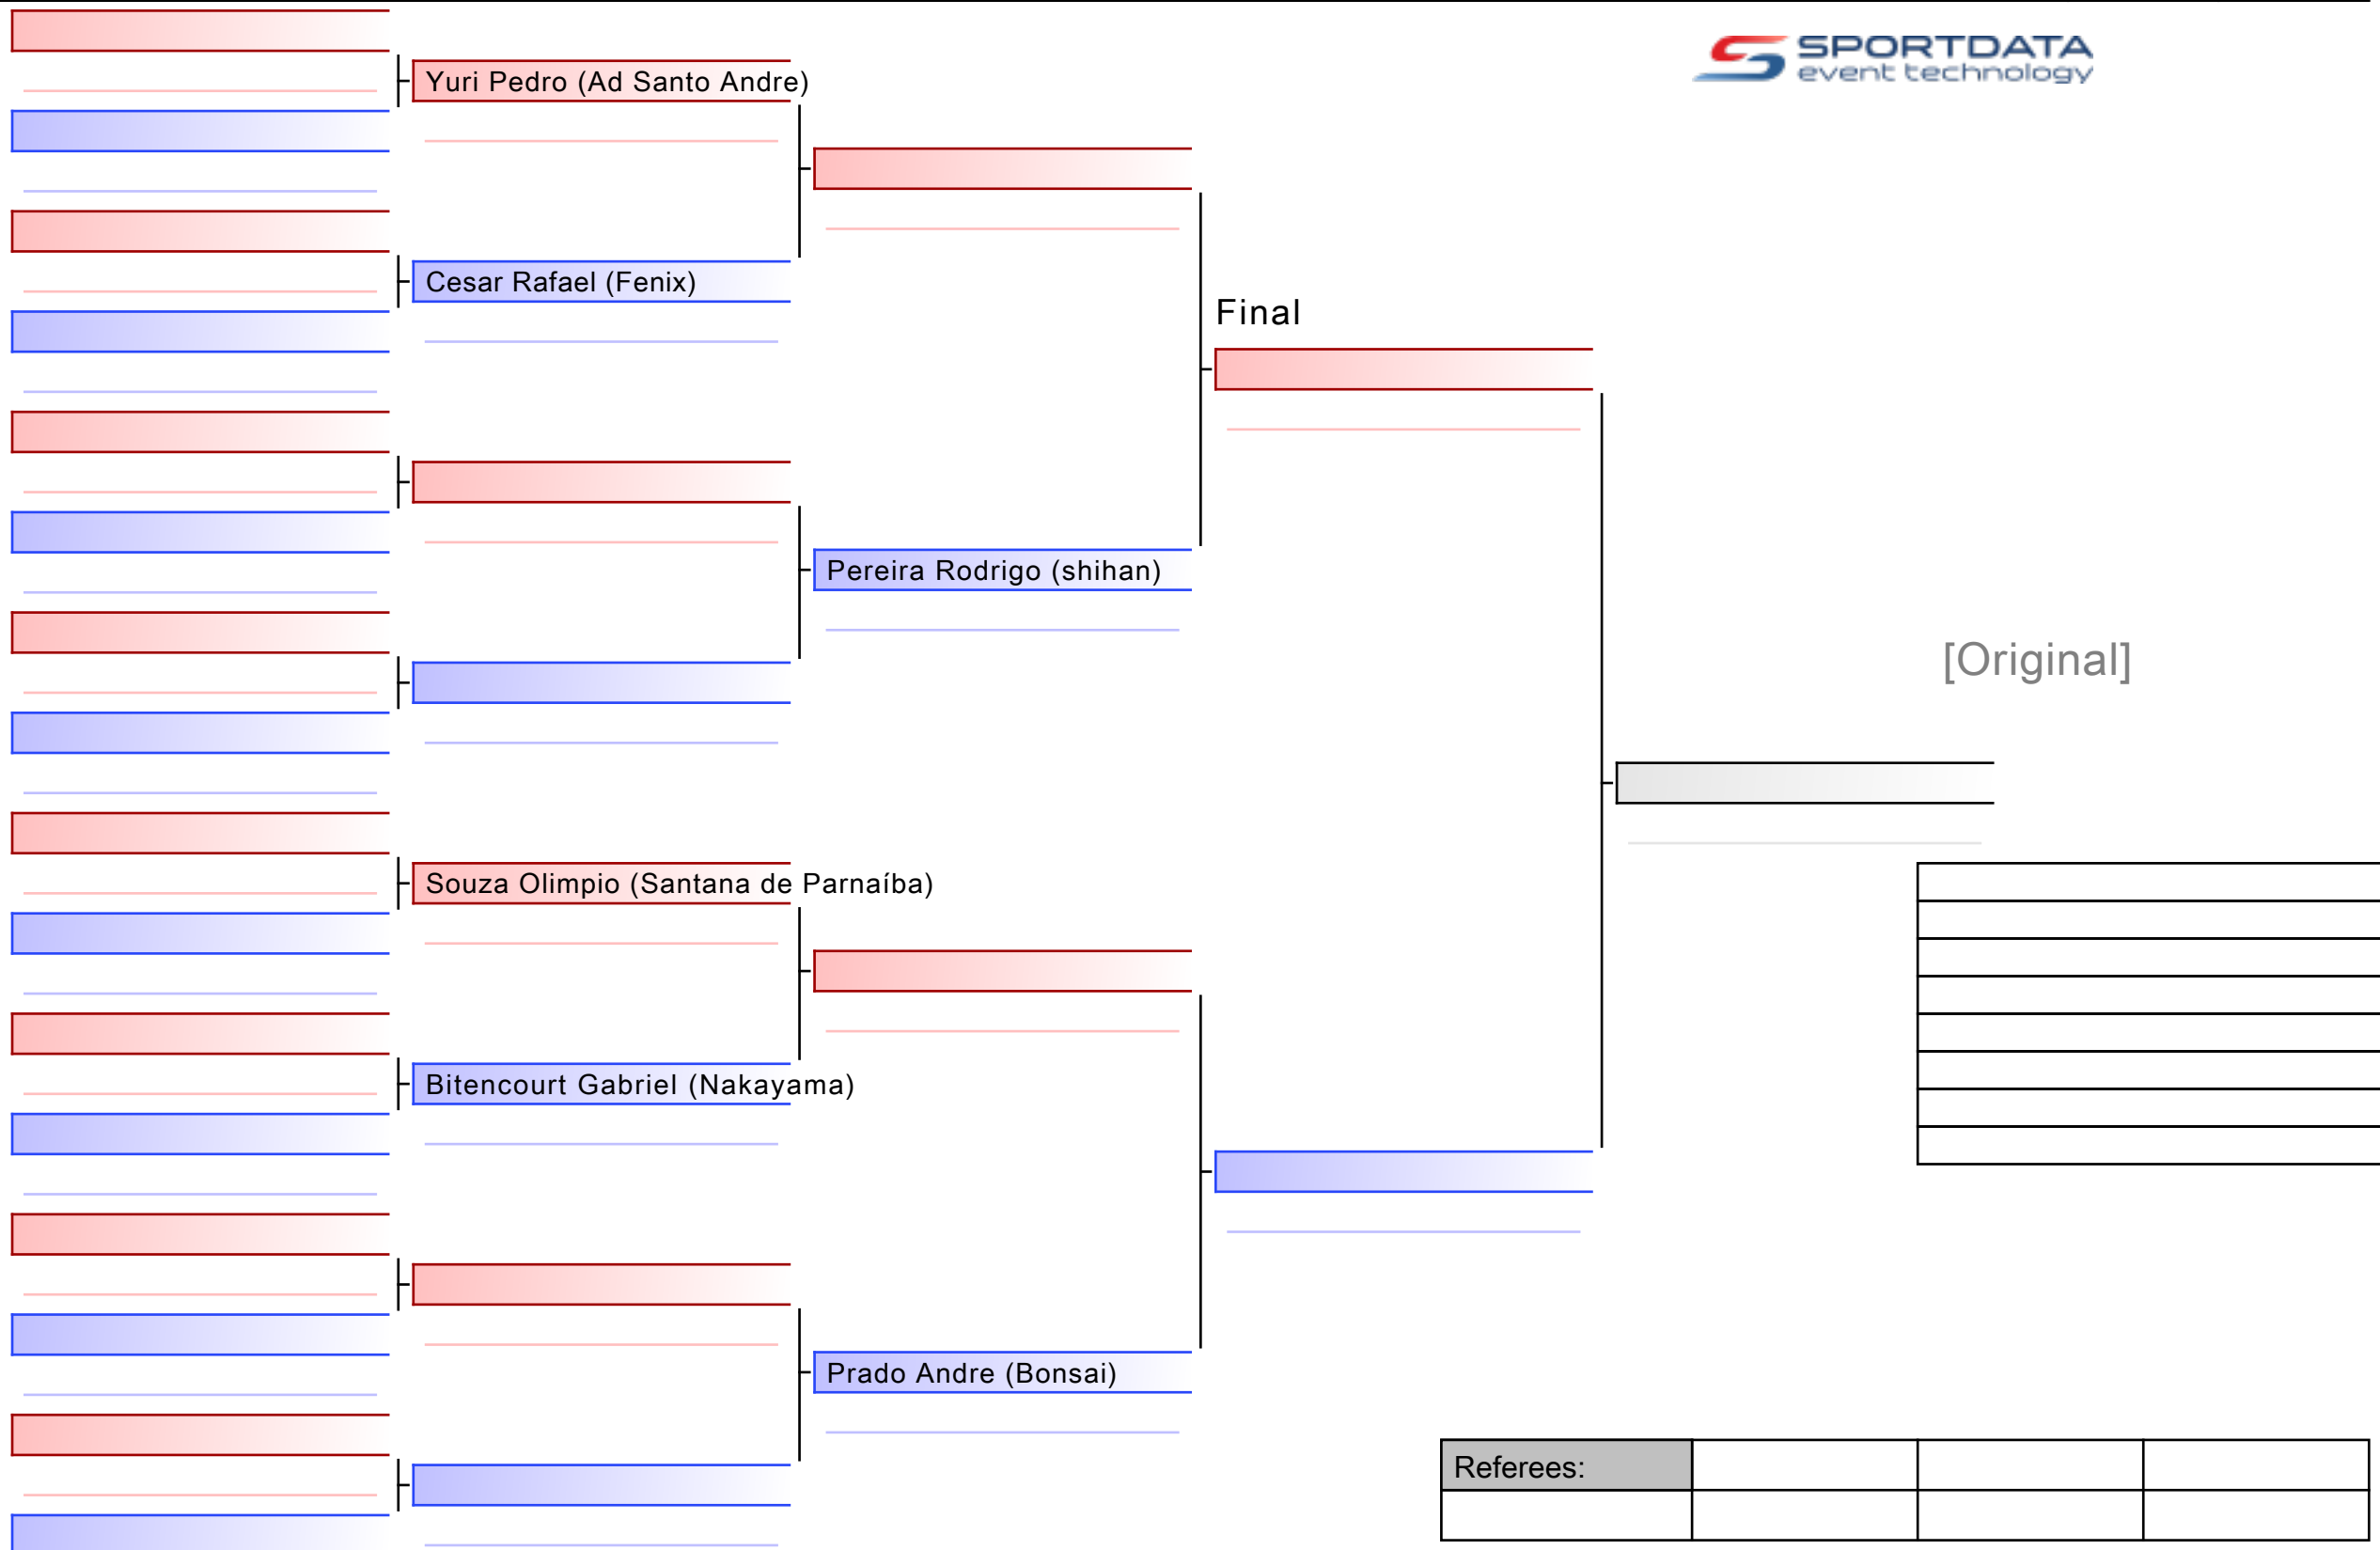 SPORTDATA
event technology
Yuri Pedro (Ad Santo Andre)
Cesar Rafael (Fenix)
Final
Pereira Rodrigo (shihan)
[Original]
Souza Olimpio (Santana de Parnaíba)
Bitencourt Gabriel (Nakayama)
Prado Andre (Bonsai)
Referees: